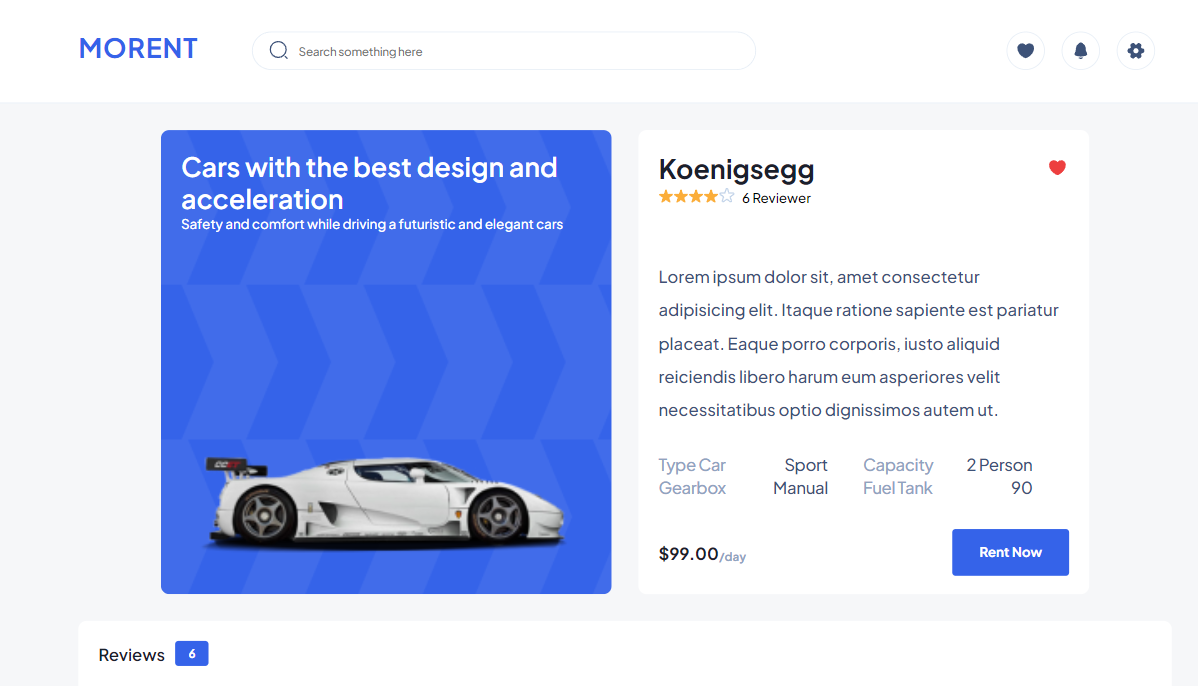 MORENT
Search something here
Cars with the best design and
acceleration
Safety and comfort while driving a futuristic and elegant cars
Koenigsegg
6 Reviewer
Lorem ipsum dolor sit, amet consectetur
adipisicing elit. Itaque ratione sapiente est pariatur
placeat. Eaque porro corporis, iusto aliquid
reiciendis libero harum eum asperiores velit
necessitatibus optio dignissimos autem ut.
Type Car Sport Capacity 2 Person
Gearbox Manual Fuel Tank 90
$99.00/day
Rent Now
Reviews 6